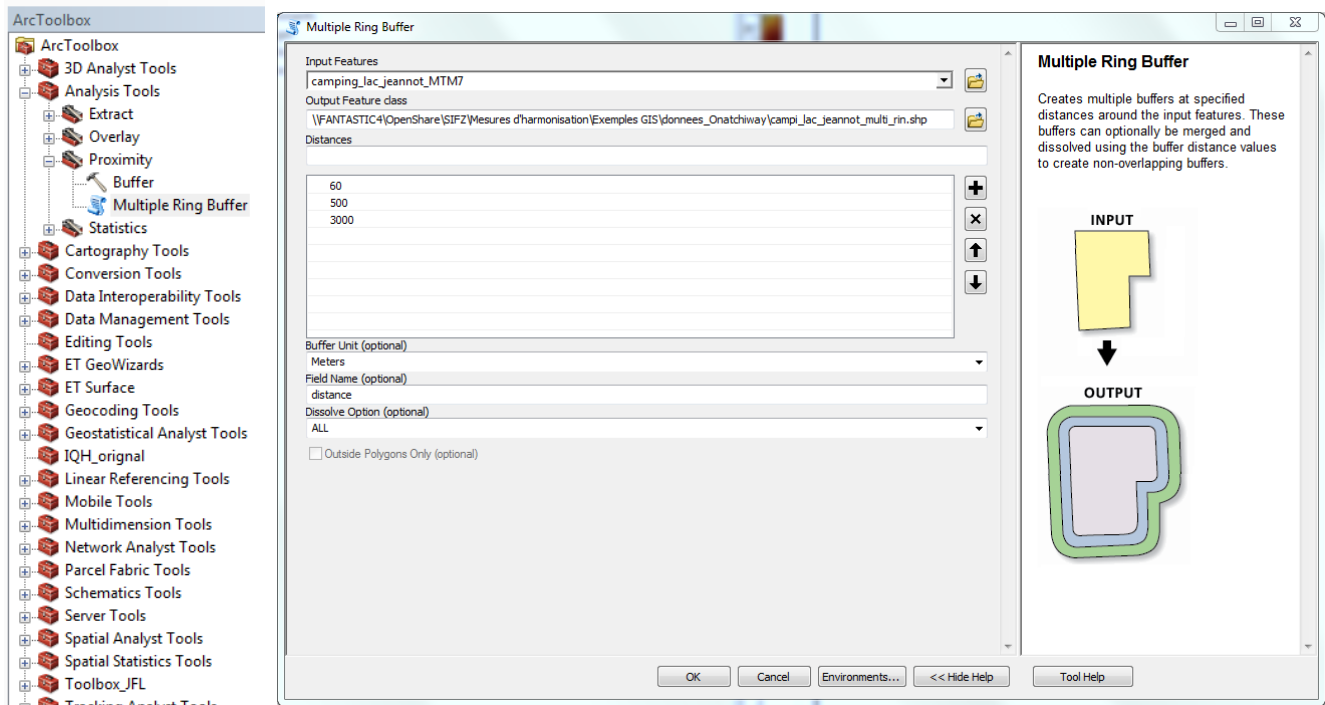 ArcToolbox
ArcToolbox
3D Analyst Tools
Analysis Tools
Extract
Overlay
Proximity
Buffer
Multiple Ring Buffer
Statistics
Cartography Tools
Conversion Tools
Data Interoperability Tools
Data Management Tools
Editing Tools
ET GeoWizards
ET Surface
Geocoding Tools
Geostatistical Analyst Tools
IQH_orignal
Linear Referencing Tools
Mobile Tools
Multidimension Tools
Network Analyst Tools
Parcel Fabric Tools
Schematics Tools
Server Tools
Spatial Analyst Tools
Spatial Statistics Tools
Toolbox_JFL
Tracking Analyst Tools
Multiple Ring Buffer
Input Features
camping_lac_jeannot_MTM7
Output Feature class
\\FANTASTIC4\OpenShare\SIFZ\Mesures d'harmonisation\Exemples GIS\donnees_Onatchiway\campi_lac_jeannot_multi_rin.shp
Distances
60
500
3000
Buffer Unit (optional)
Meters
Field Name (optional)
distance
Dissolve Option (optional)
ALL
Outside Polygons Only (optional)
OK
Cancel
Environments...
<< Hide Help
Tool Help
Multiple Ring Buffer
Creates multiple buffers at specified
distances around the input features. These
buffers can optionally be merged and
dissolved using the buffer distance values
to create non-overlapping buffers.
INPUT
OUTPUT